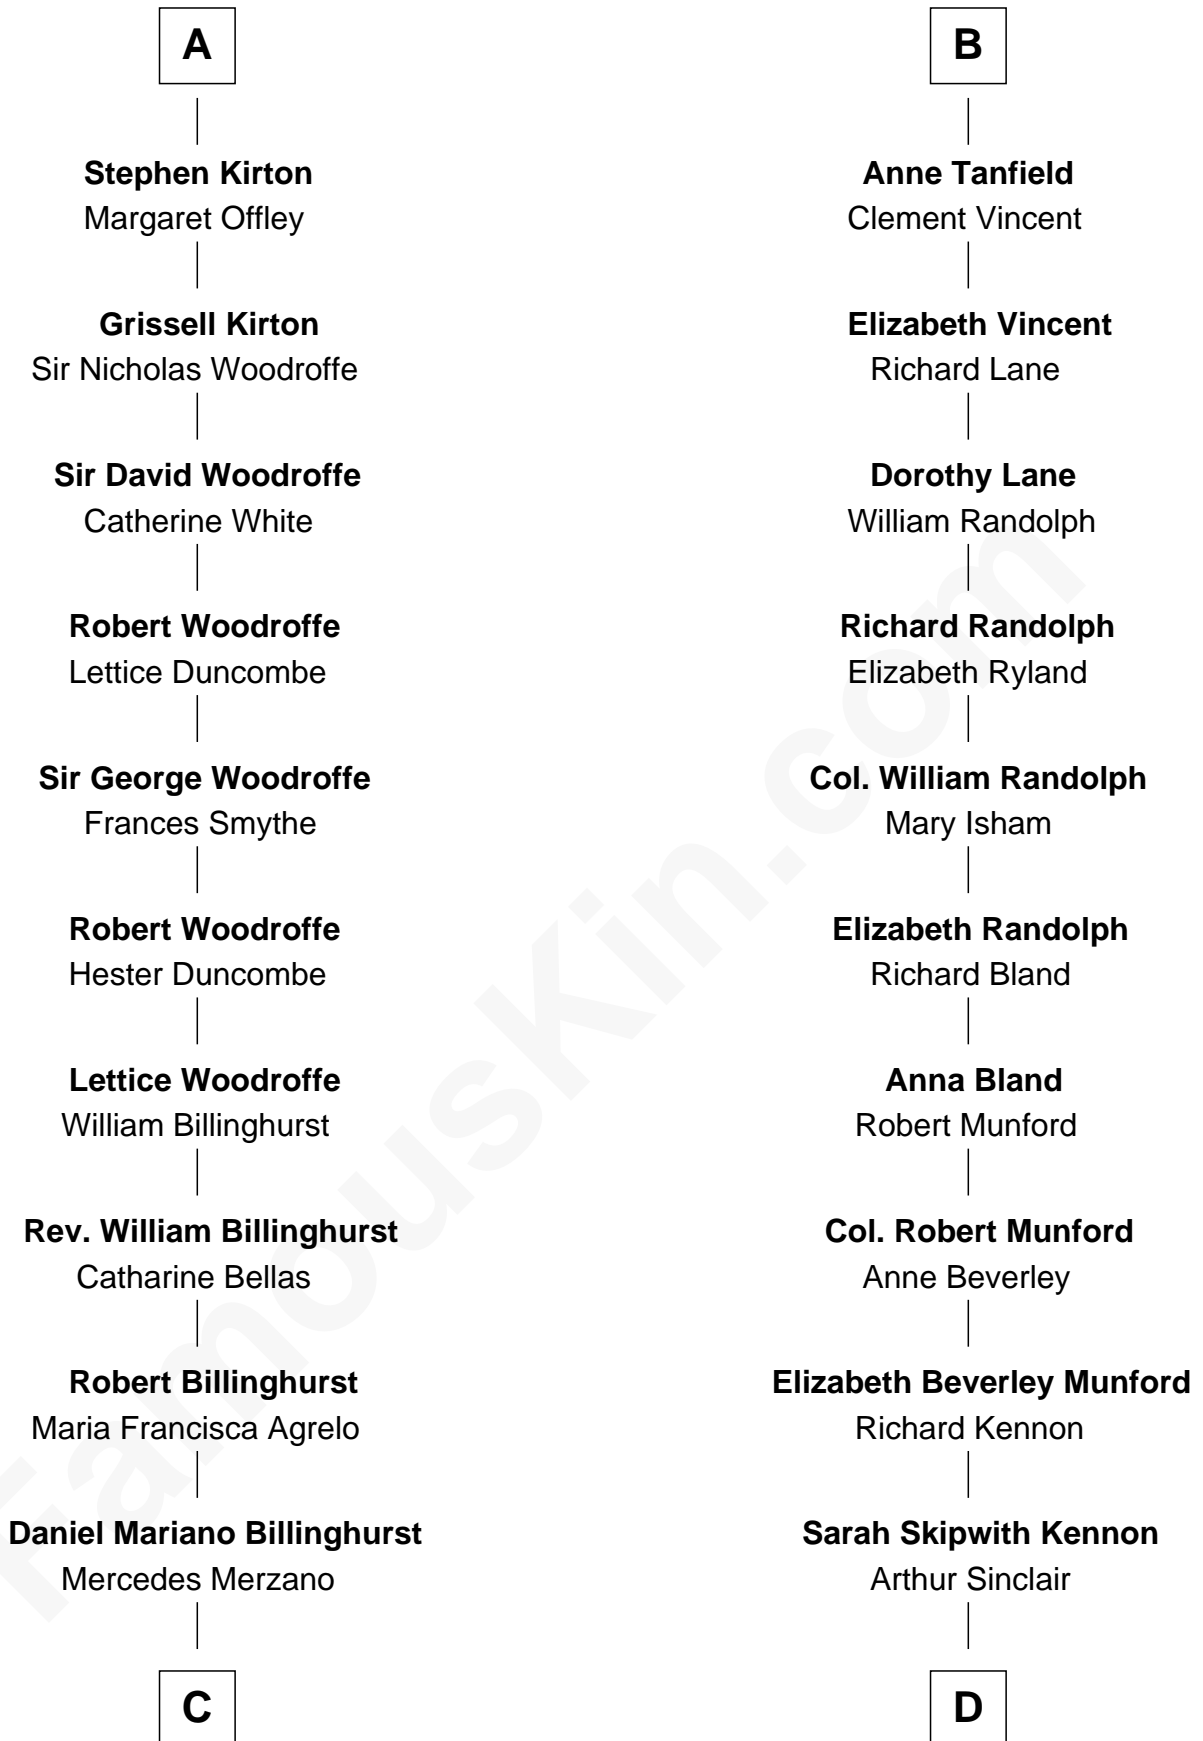 A
Stephen Kirton
Margaret Offley
Grissell Kirton
Sir Nicholas Woodroffe
Sir David Woodroffe
Catherine White
Robert Woodroffe
Lettice Duncombe
Sir George Woodroffe
Frances Smythe
Robert Woodroffe
Hester Duncombe
Lettice Woodroffe
William Billinghurst
Rev. William Billinghurst
Catharine Bellas
Robert Billinghurst
Maria Francisca Agrelo
Daniel Mariano Billinghurst
Mercedes Merzano
C
B
Anne Tanfield
Clement Vincent
Elizabeth Vincent
Richard Lane
Dorothy Lane
William Randolph
Richard Randolph
Elizabeth Ryland
Col. William Randolph
Mary Isham
Elizabeth Randolph
Richard Bland
Anna Bland
Robert Munford
Col. Robert Munford
Anne Beverley
Elizabeth Beverley Munford
Richard Kennon
Sarah Skipwith Kennon
Arthur Sinclair
D
FamousKin.com